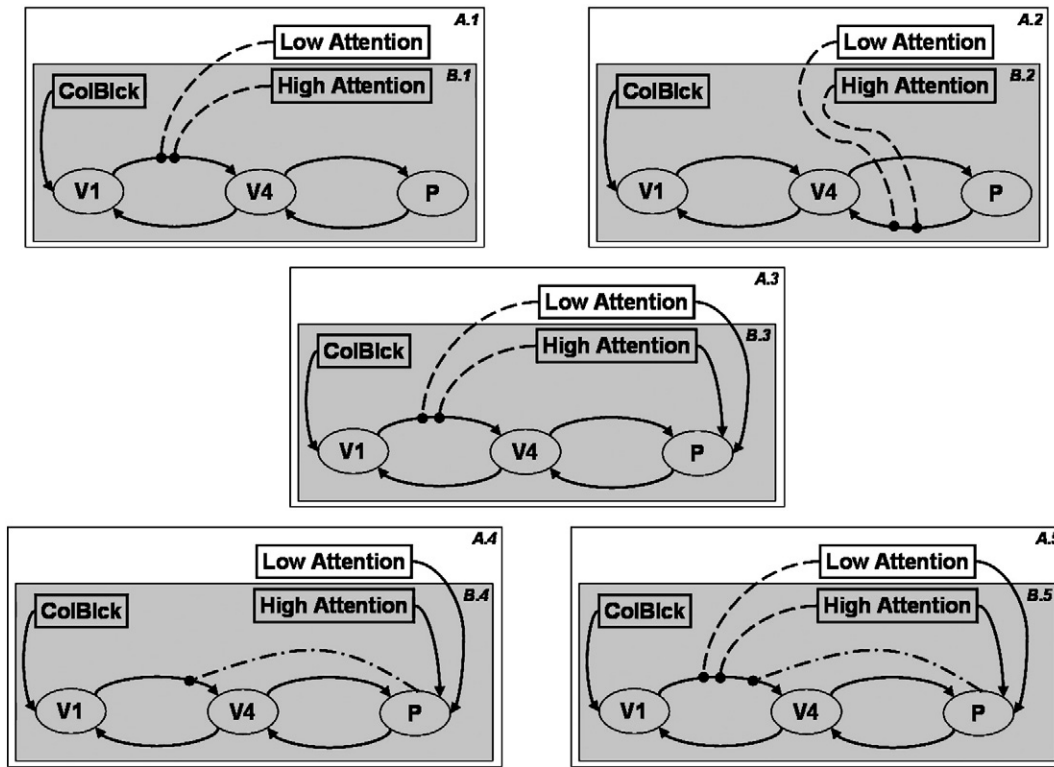 A.1
Low Attention
B.1
ColBlck
High Attention
V1
V4
P
A.2
Low Attention
B.2
ColBlck
High Attention
V1
V4
P
A.3
Low Attention
B.3
ColBlck
High Attention
V1
V4
P
A.4
Low Attention
B.4
ColBlck
High Attention
V1
V4
P
A.5
Low Attention
B.5
ColBlck
High Attention
V1
V4
P